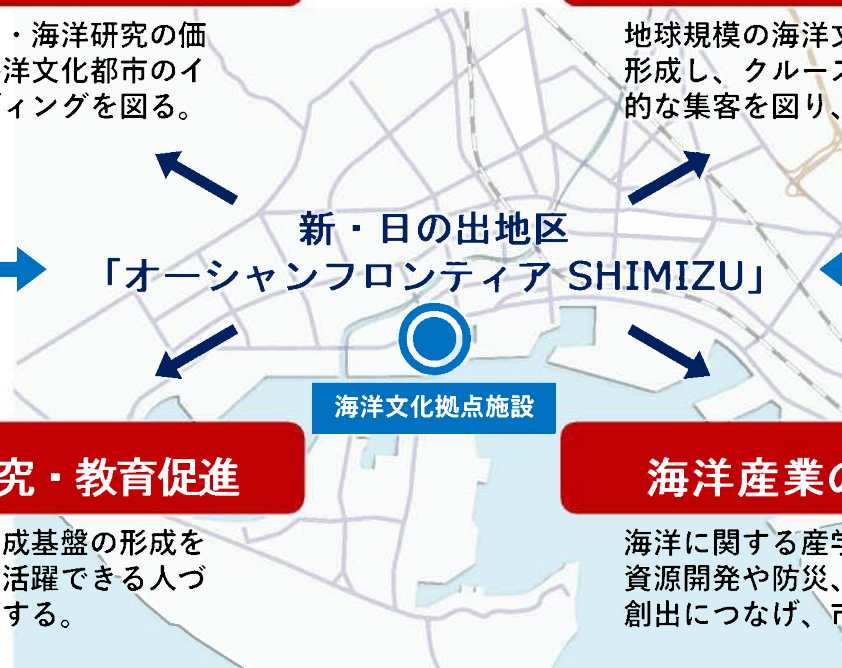 ・海洋研究の価
洋文化都市のイ
ィングを図る。
地球規模の海洋文
形成し、クルーズ
的な集客を図り、
新・日の出地区
「オーシャンフロンティア SHIMIZU」
海洋文化拠点施設
究・教育促進
成基盤の形成を
活躍できる人づ
する。
海洋産業の
海洋に関する産学
資源開発や防災、
創出につなげ、市